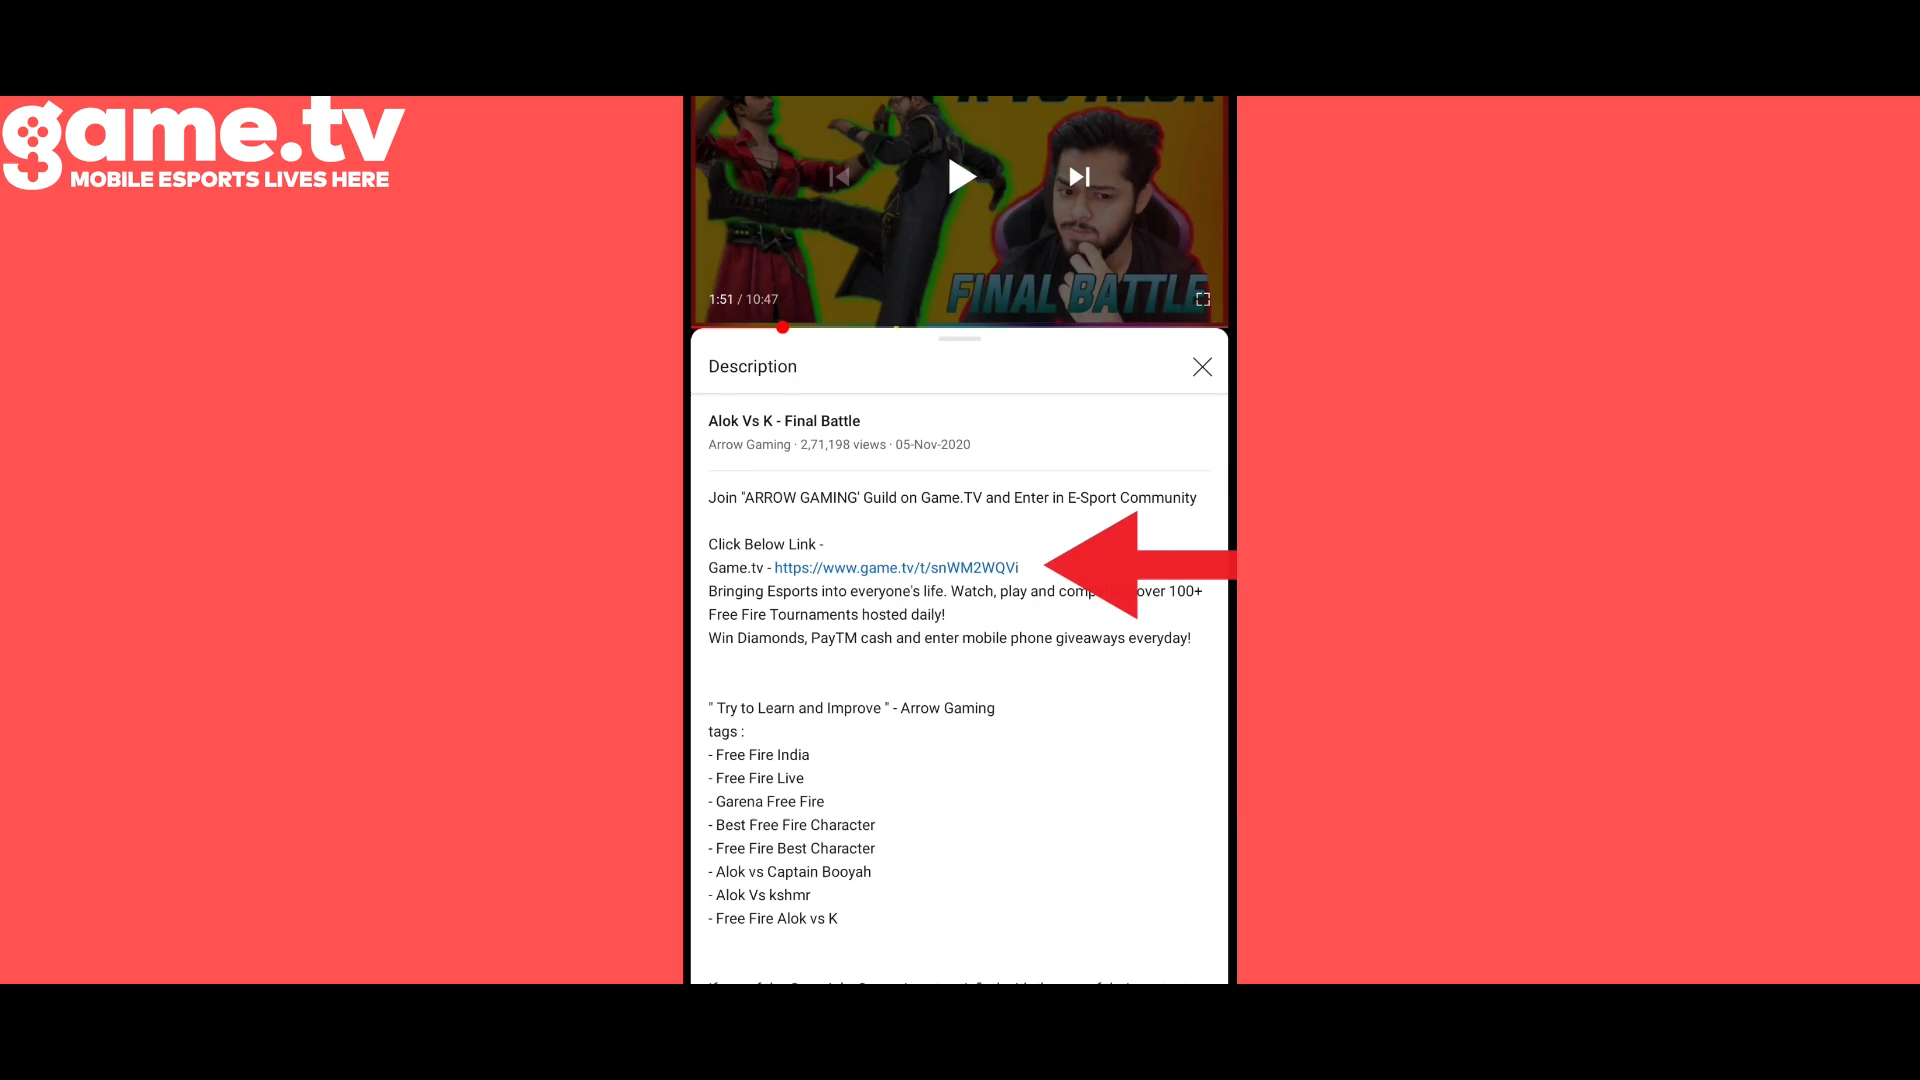 game.tv
MOBILE ESPORTS LIVES HERE
FINAL BATTLE
1:51 / 10:47
Description
Alok Vs K - Final Battle
Arrow Gaming · 2,71,198 views · 05-Nov-2020
Join "ARROW GAMING' Guild on Game.TV and Enter in E-Sport Community
Click Below Link -
Game.tv - https://www.game.tv/t/snWM2WQVi
Bringing Esports into everyone's life. Watch, play and over 100+
Free Fire Tournaments hosted daily!
Win Diamonds, PayTM cash and enter mobile phone giveaways everyday!
" Try to Learn and Improve " - Arrow Gaming
tags :
- Free Fire India
- Free Fire Live
- Garena Free Fire
- Best Free Fire Character
- Free Fire Best Character
- Alok vs Captain Booyah
- Alok Vs kshmr
- Free Fire Alok vs K